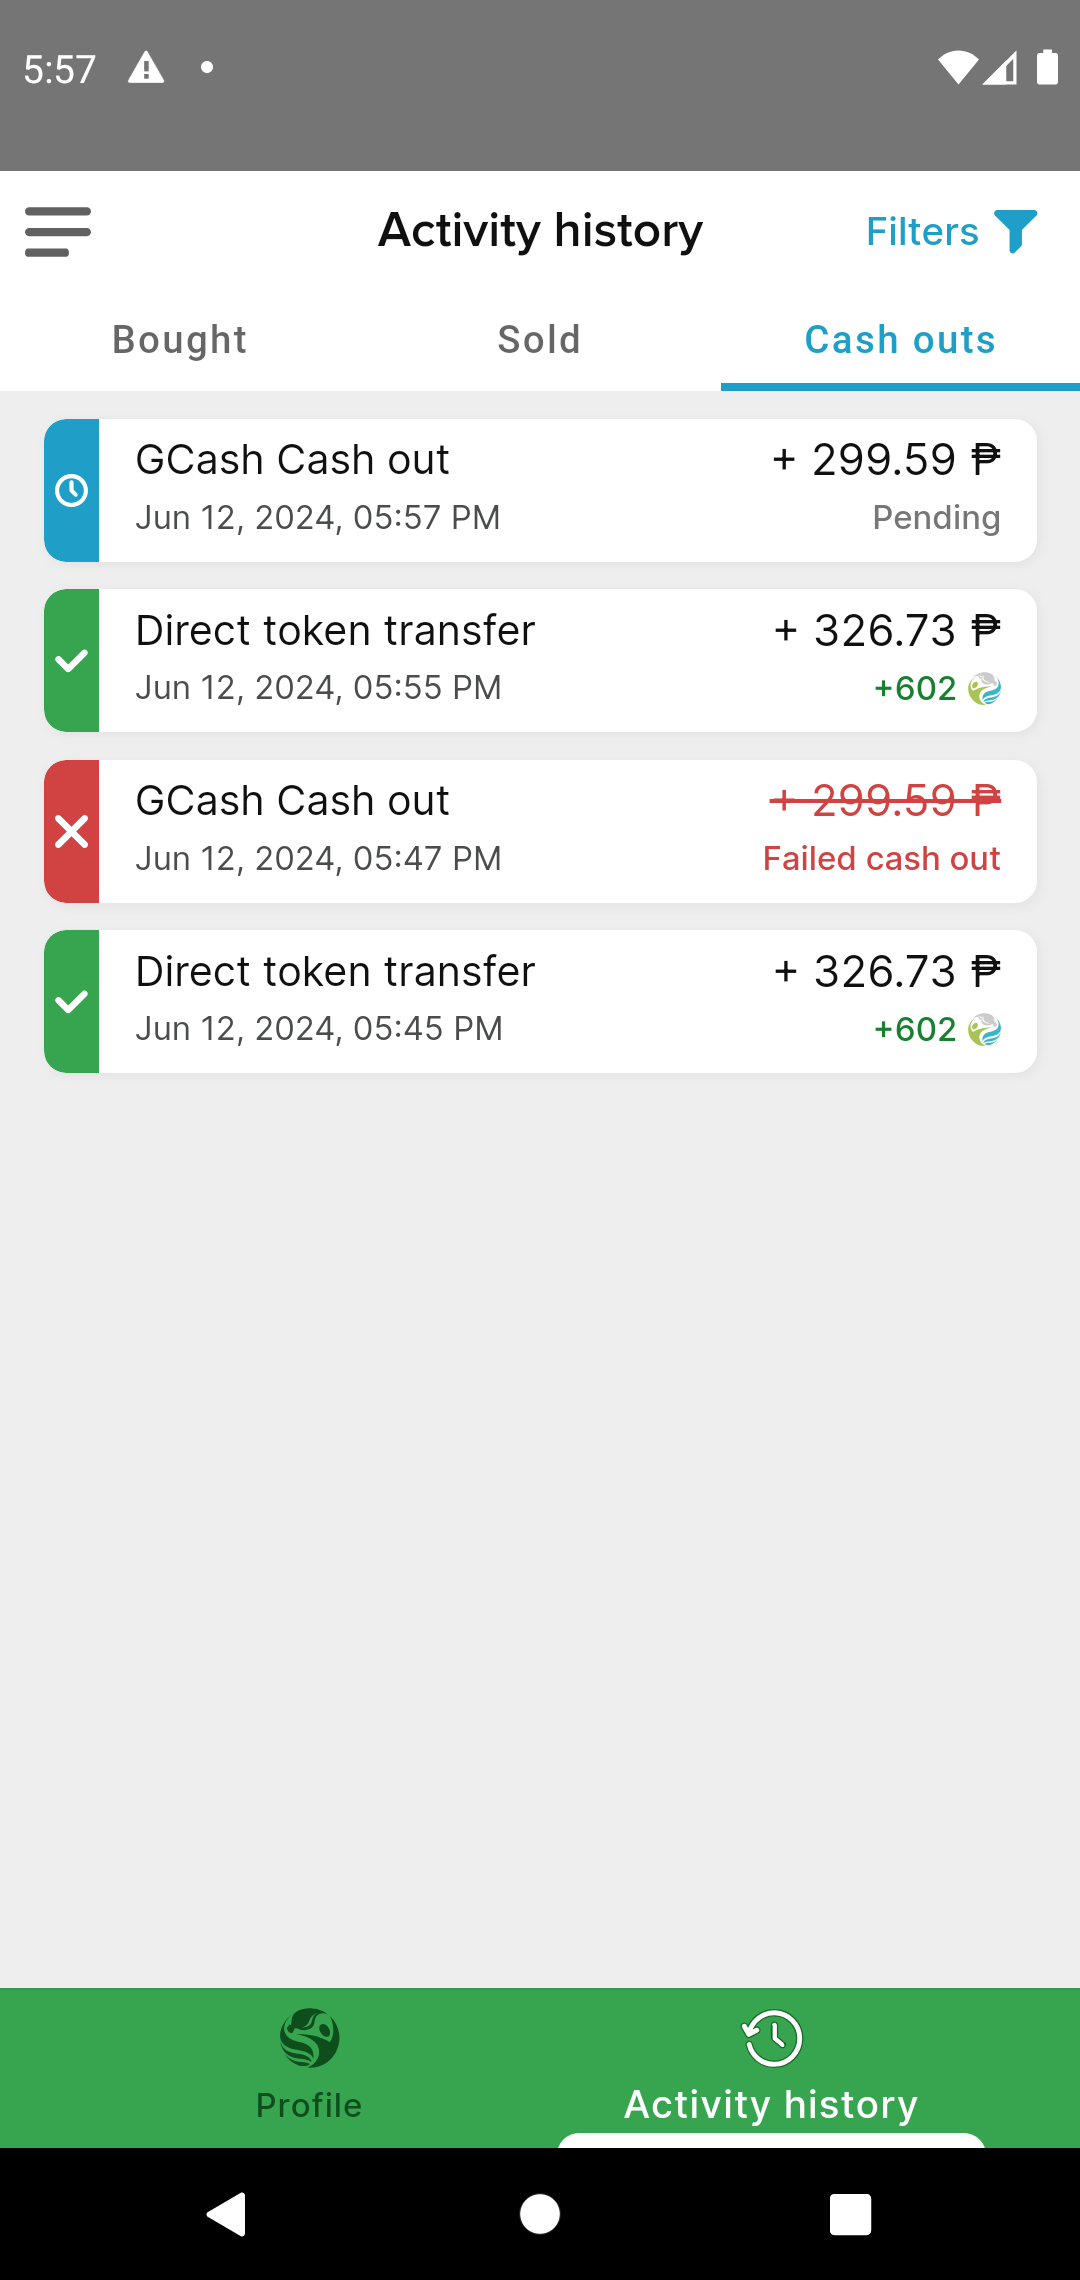 5:57
Activity history
Filters
Bought
Sold
Cash outs
GCash Cash out
+ 299.59 ₱
Jun 12, 2024, 05:57 PM
Pending
Direct token transfer
+ 326.73 ₱
Jun 12, 2024, 05:55 PM
+602
GCash Cash out
+ 299.59 ₱
Jun 12, 2024, 05:47 PM
Failed cash out
Direct token transfer
+ 326.73 ₱
Jun 12, 2024, 05:45 PM
+602
Profile
Activity history